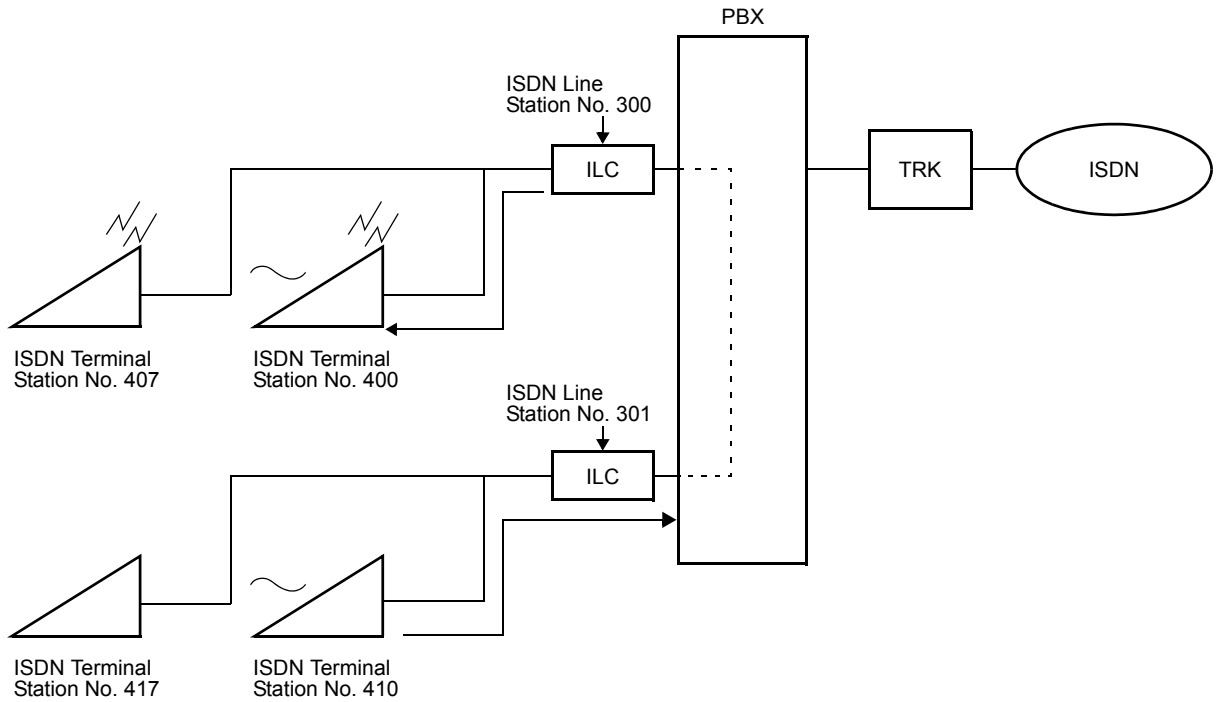 PBX
ISDN Line
Station No. 300
ILC
TRK
ISDN
ISDN Terminal
Station No. 407
ISDN Terminal
Station No. 400
ISDN Line
Station No. 301
ILC
ISDN Terminal
Station No. 417
ISDN Terminal
Station No. 410